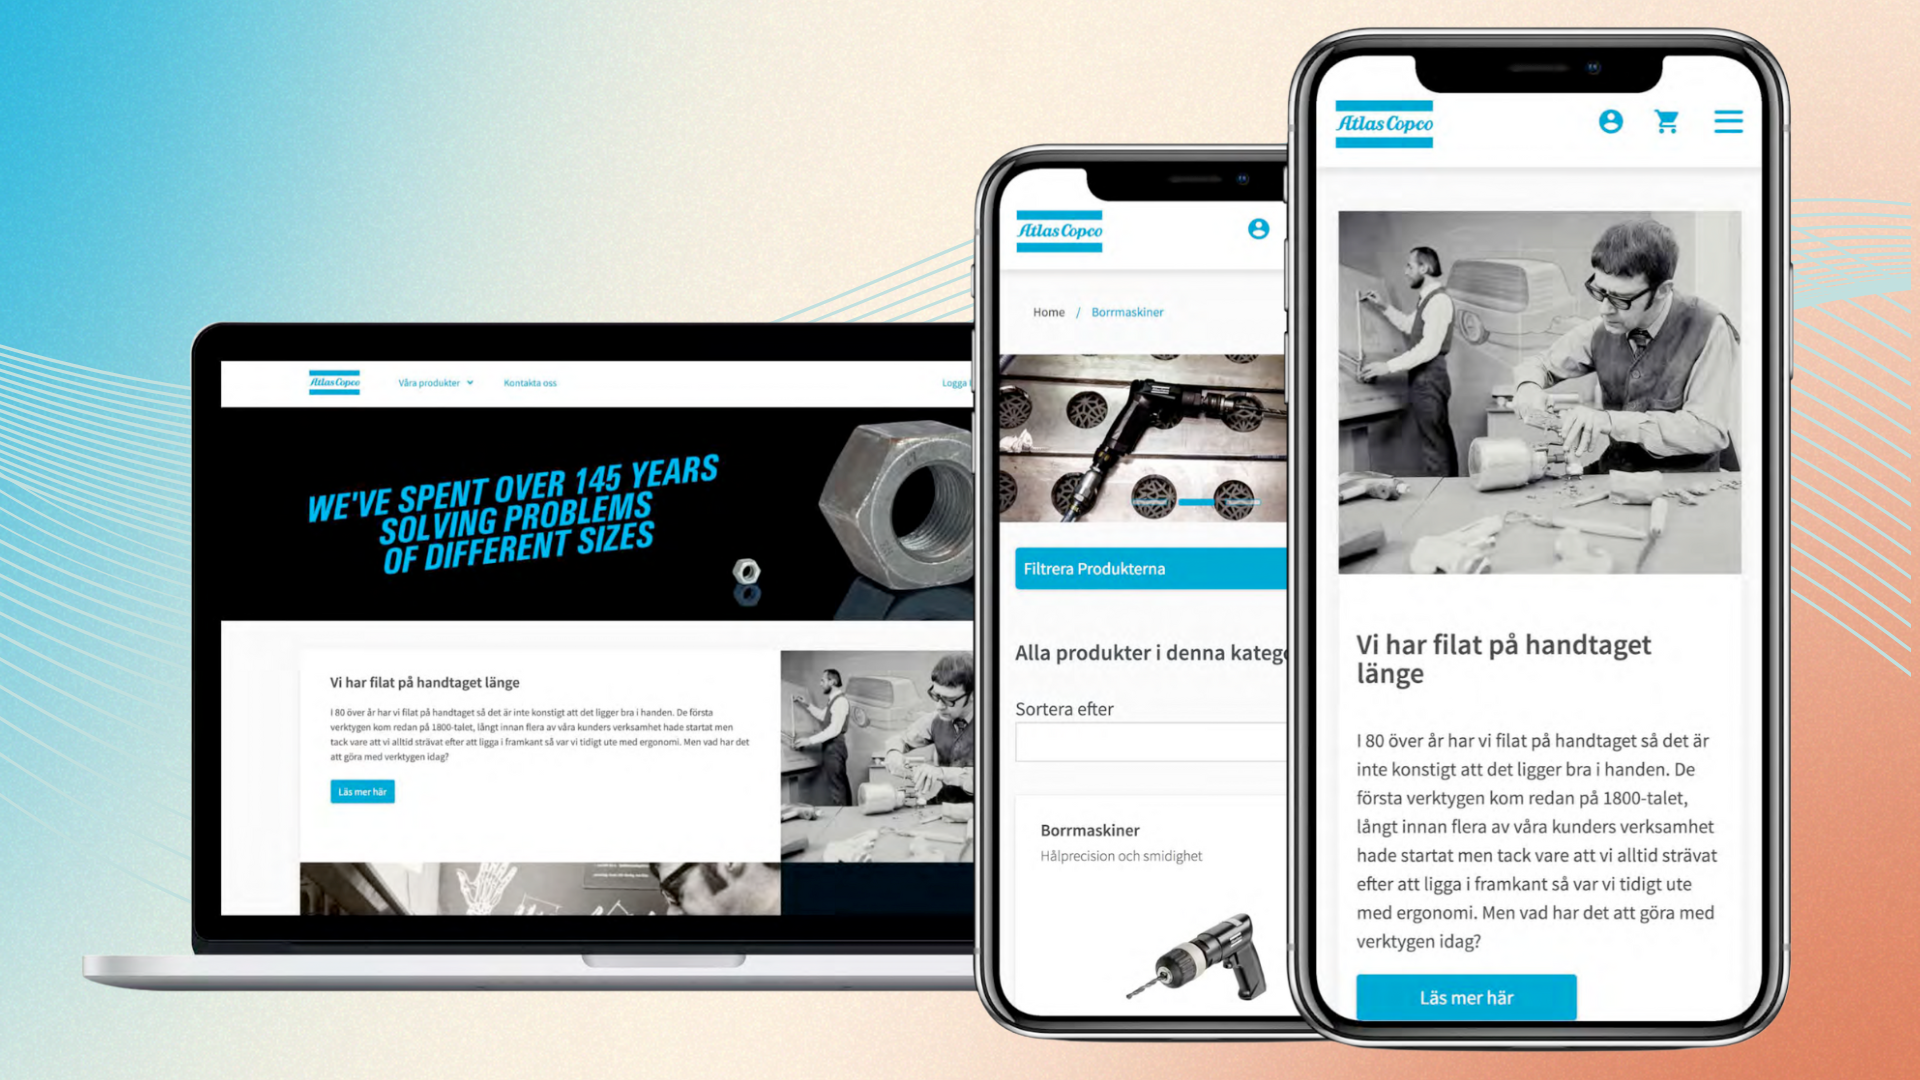 Atlas Copco
Våra produkter
Kontakta oss
Logga
WE'VE SPENT OVER 145 YEARS
SOLVING PROBLEMS
OF DIFFERENT SIZES
Vi har filat på handtaget länge
I 80 över år har vi filat på handtaget så det är inte konstigt att det ligger bra i handen. De första
verktygen kom redan på 1800-talet, långt innan flera av våra kunders verksamhet hade startat men
tack vare att vi alltid strävat efter att ligga i framkant så var vi tidigt ute med ergonomi. Men vad har det
att göra med verktygen idag?
Läs mer här
Atlas Copco
Home / Borrmaskiner
Filtrera Produkterna
Alla produkter i denna katego
Sortera efter
Borrmaskiner
Hålprecision och smidighet
Atlas Copco
Vi har filat på handtaget
länge
I 80 över år har vi filat på handtaget så det är
inte konstigt att det ligger bra i handen. De
första verktygen kom redan på 1800-talet,
långt innan flera av våra kunders verksamhet
hade startat men tack vare att vi alltid strävat
efter att ligga i framkant så var vi tidigt ute
med ergonomi. Men vad har det att göra med
verktygen idag?
Läs mer här